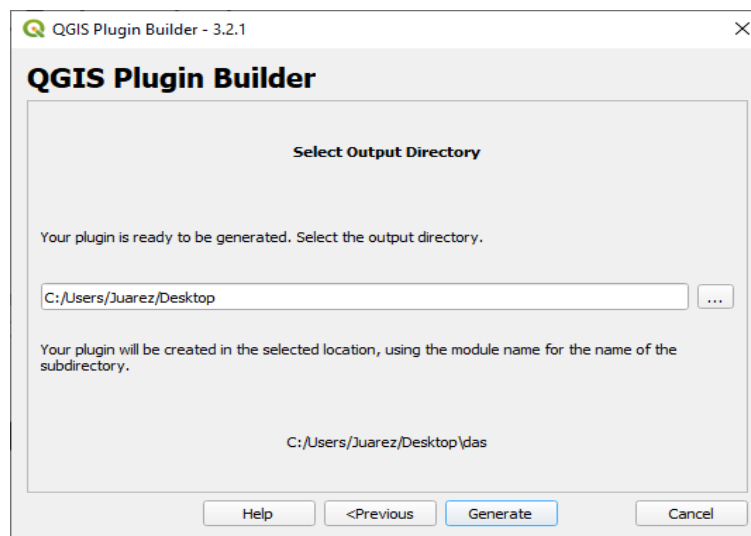 QGIS Plugin Builder - 3.2.1
QGIS Plugin Builder
Select Output Directory
Your plugin is ready to be generated. Select the output directory.
C:/Users/Juarez/Desktop
...
Your plugin will be created in the selected location, using the module name for the name of the
subdirectory.
C:/Users/Juarez/Desktop\das
Help
<Previous
Generate
Cancel